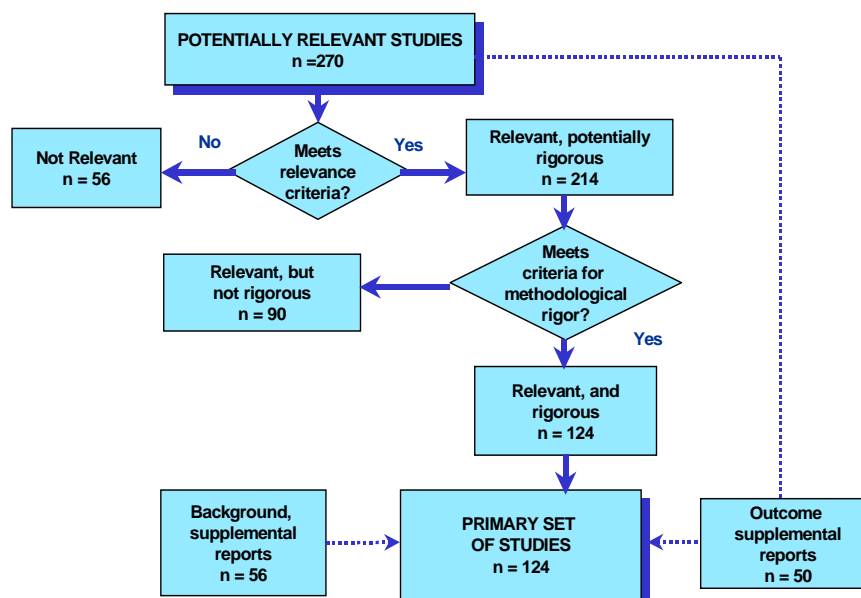 POTENTIALLY RELEVANT STUDIES
n =270
No
Yes
Not Relevant
n = 56
Meets
relevance
criteria?
Relevant, potentially
rigorous
n = 214
Relevant, but
not rigorous
n = 90
Meets
criteria for
methodological
rigor?
Yes
Relevant, and
rigorous
n = 124
Background,
supplemental
reports
n = 56
PRIMARY SET
OF STUDIES
n = 124
Outcome
supplemental
reports
n = 50